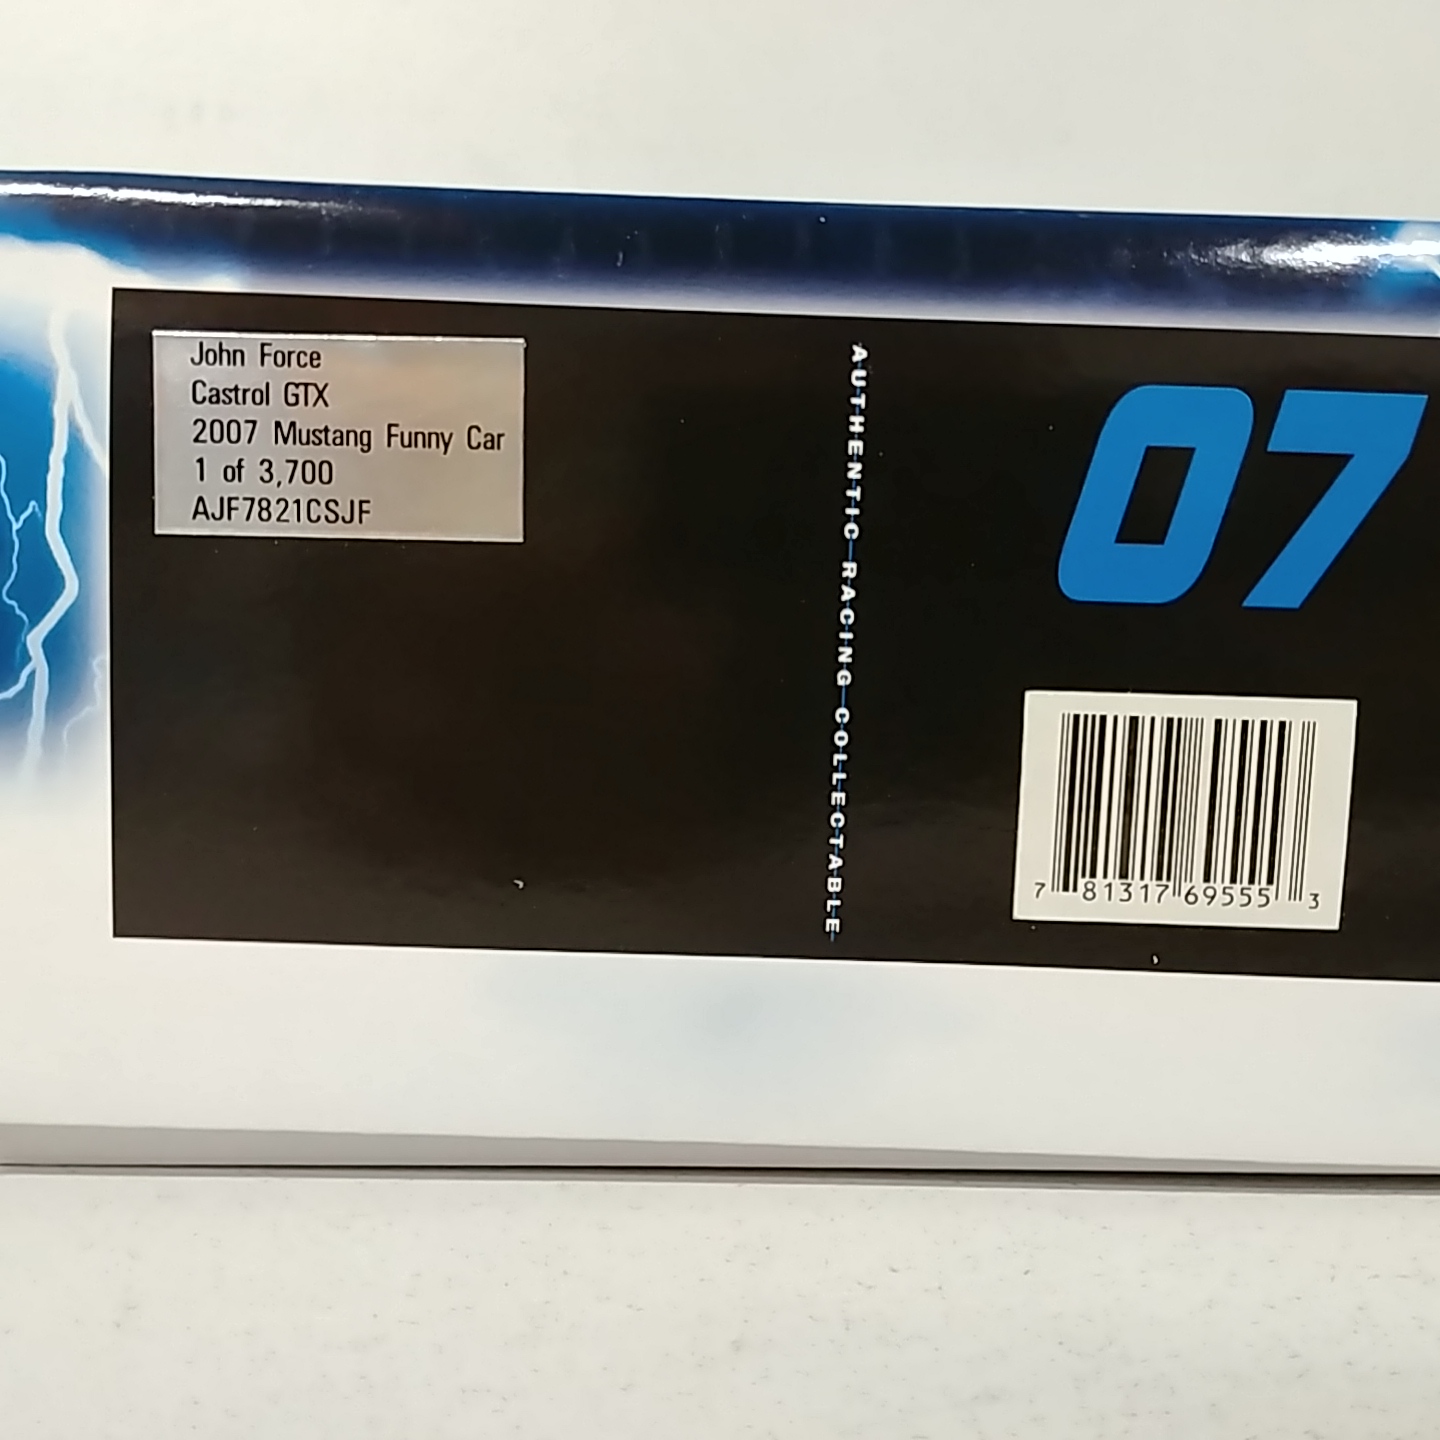 John Force
Castrol GTX
2007 Mustang Funny Car
1 of 3,700
AJF7821CSJF
AUTHENTIC RACING COLLECTABLE
07
7 81317 69555 3